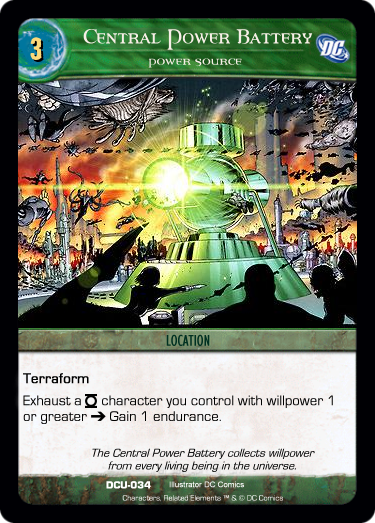 3
CENTRAL POWER BATTERY
DC
POWER SOURCE
LOCATION
Terraform
Exhaust a character you control with willpower 1
or greater ➔ Gain 1 endurance.
The Central Power Battery collects willpower
from every living being in the universe.
DCU-034 Illustrator DC Comics
Characters, Related Elements ™ & © DC Comics